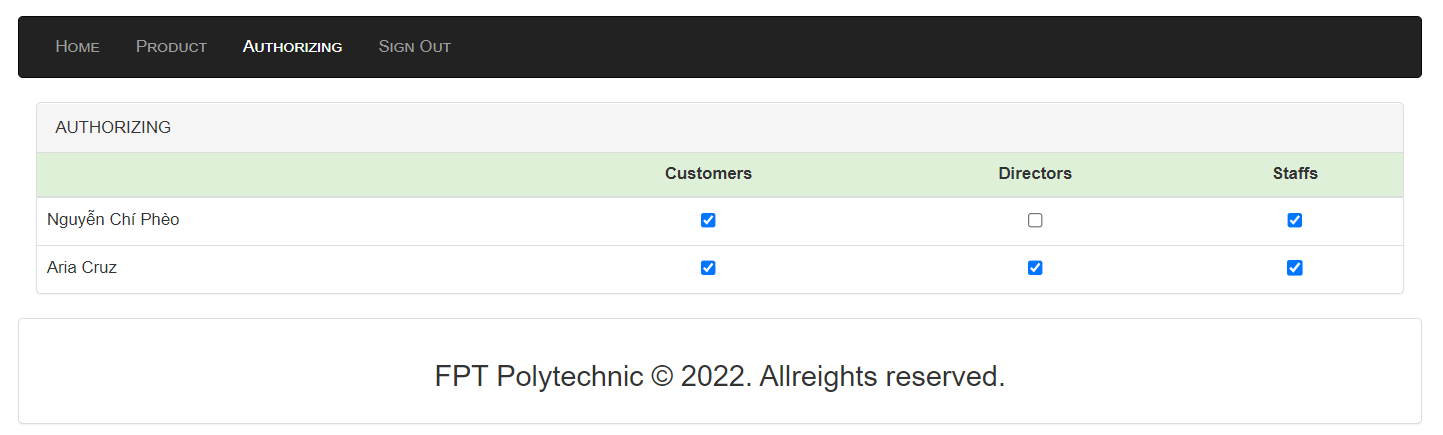 Home Product Authorizing Sign Out
AUTHORIZING
Customers Directors Staffs
Nguyễn Chí Phèo
Aria Cruz
FPT Polytechnic © 2022. Allreights reserved.